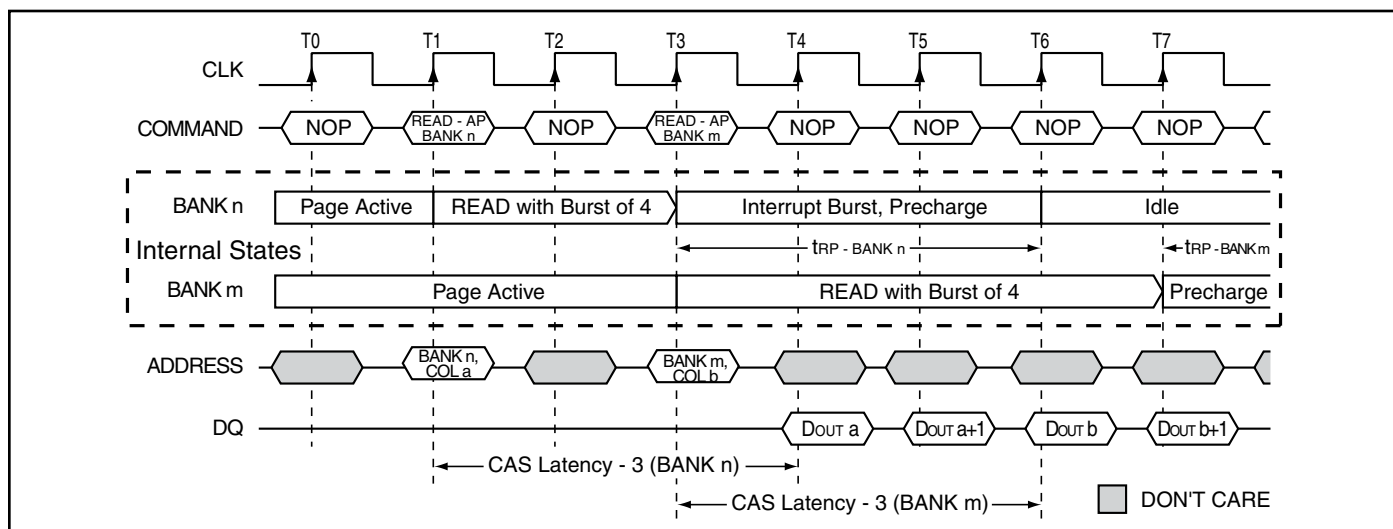 T0 T1 T2 T3 T4 T5 T6 T7
CLK
COMMAND NOP READ - AP BANK n NOP READ - AP BANK m NOP NOP NOP NOP
BANK n Page Active READ with Burst of 4 Interrupt Burst, Precharge Idle
Internal States tRP - BANK n tRP - BANK m
BANK m Page Active READ with Burst of 4 Precharge
ADDRESS BANK n, COL a BANK m, COL b
DQ DOUT a DOUT a+1 DOUT b DOUT b+1
CAS Latency - 3 (BANK n)
CAS Latency - 3 (BANK m)
DON'T CARE